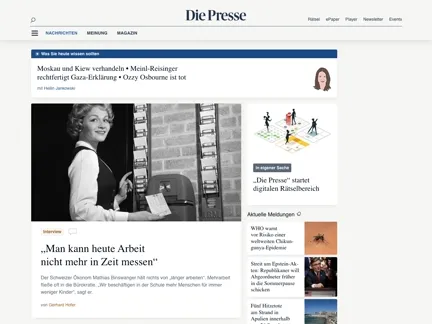 Die Presse
Rätsel ePaper Player Newsletter Events
NACHRICHTEN MEINUNG MAGAZIN
Was Sie heute wissen sollten
Moskau und Kiew verhandeln • Meinl-Reisinger
rechtfertigt Gaza-Erklärung • Ozzy Osbourne ist tot
mit Heidi Jankowski
Interview
„Man kann heute Arbeit
nicht mehr in Zeit messen“
Der Schweizer Ökonom Mathias Binswanger hält nichts von „länger arbeiten“. Mehrarbeit
fließe oft in die Bürokratie. „Wir beschäftigen in der Schule mehr Menschen für immer
weniger Kinder“, sagt er.
von Gerhard Hofer
In eigener Sache
„Die Presse“ startet
digitalen Rätselbereich
Aktuelle Meldungen
WHO warnt
vor Risiko einer
weltweiten Chikun-
gunya-Epidemie
Streit um Epstein-Ak-
ten: Republikaner will
Abgeordneter früher
in die Sommerpause
schicken
Fünf Hitzetote
am Strand in
Apulien innerhalb